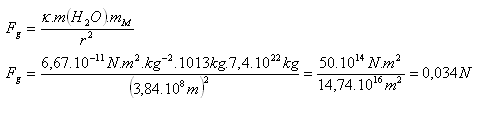 F_g = κ.m(H_2O).m_M / r^2
F_g = 6,67.10^-11 N.m^2.kg^-2.1013kg.7,4.10^22 kg / (3,84.10^8 m)^2 = 50.10^14 N.m^2 / 14,74.10^16 m^2 = 0,034 N